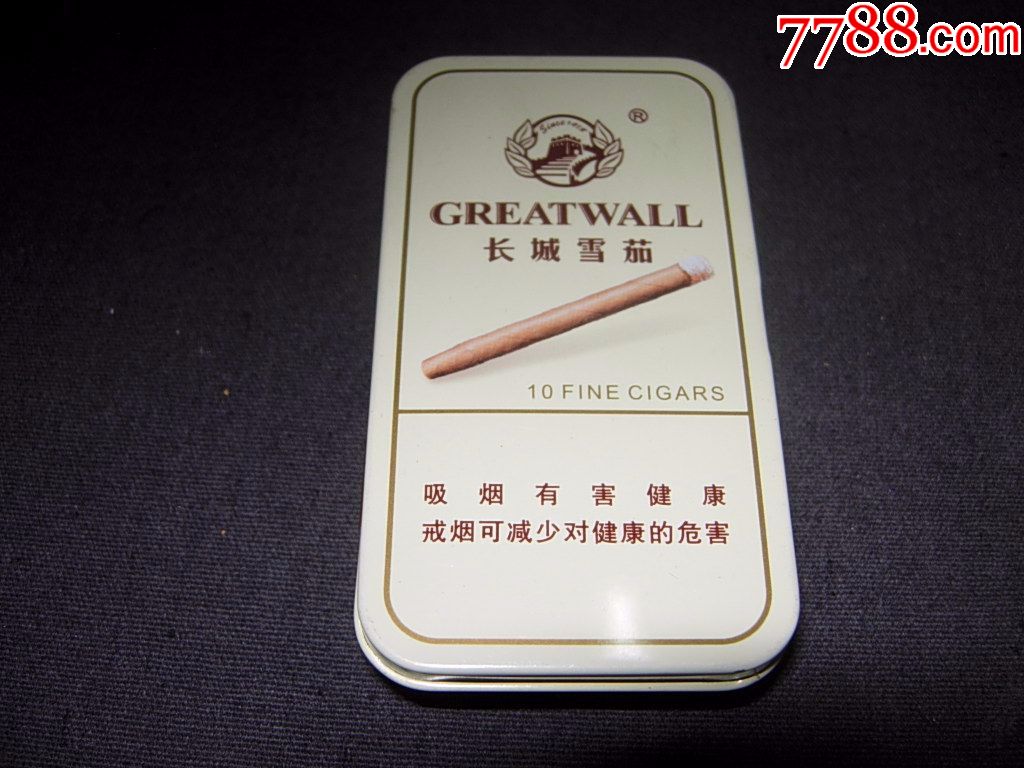 7788.com
®
GREATWALL
长城雪茄
10 FINE CIGARS
吸烟有害健康
戒烟可减少对健康的危害